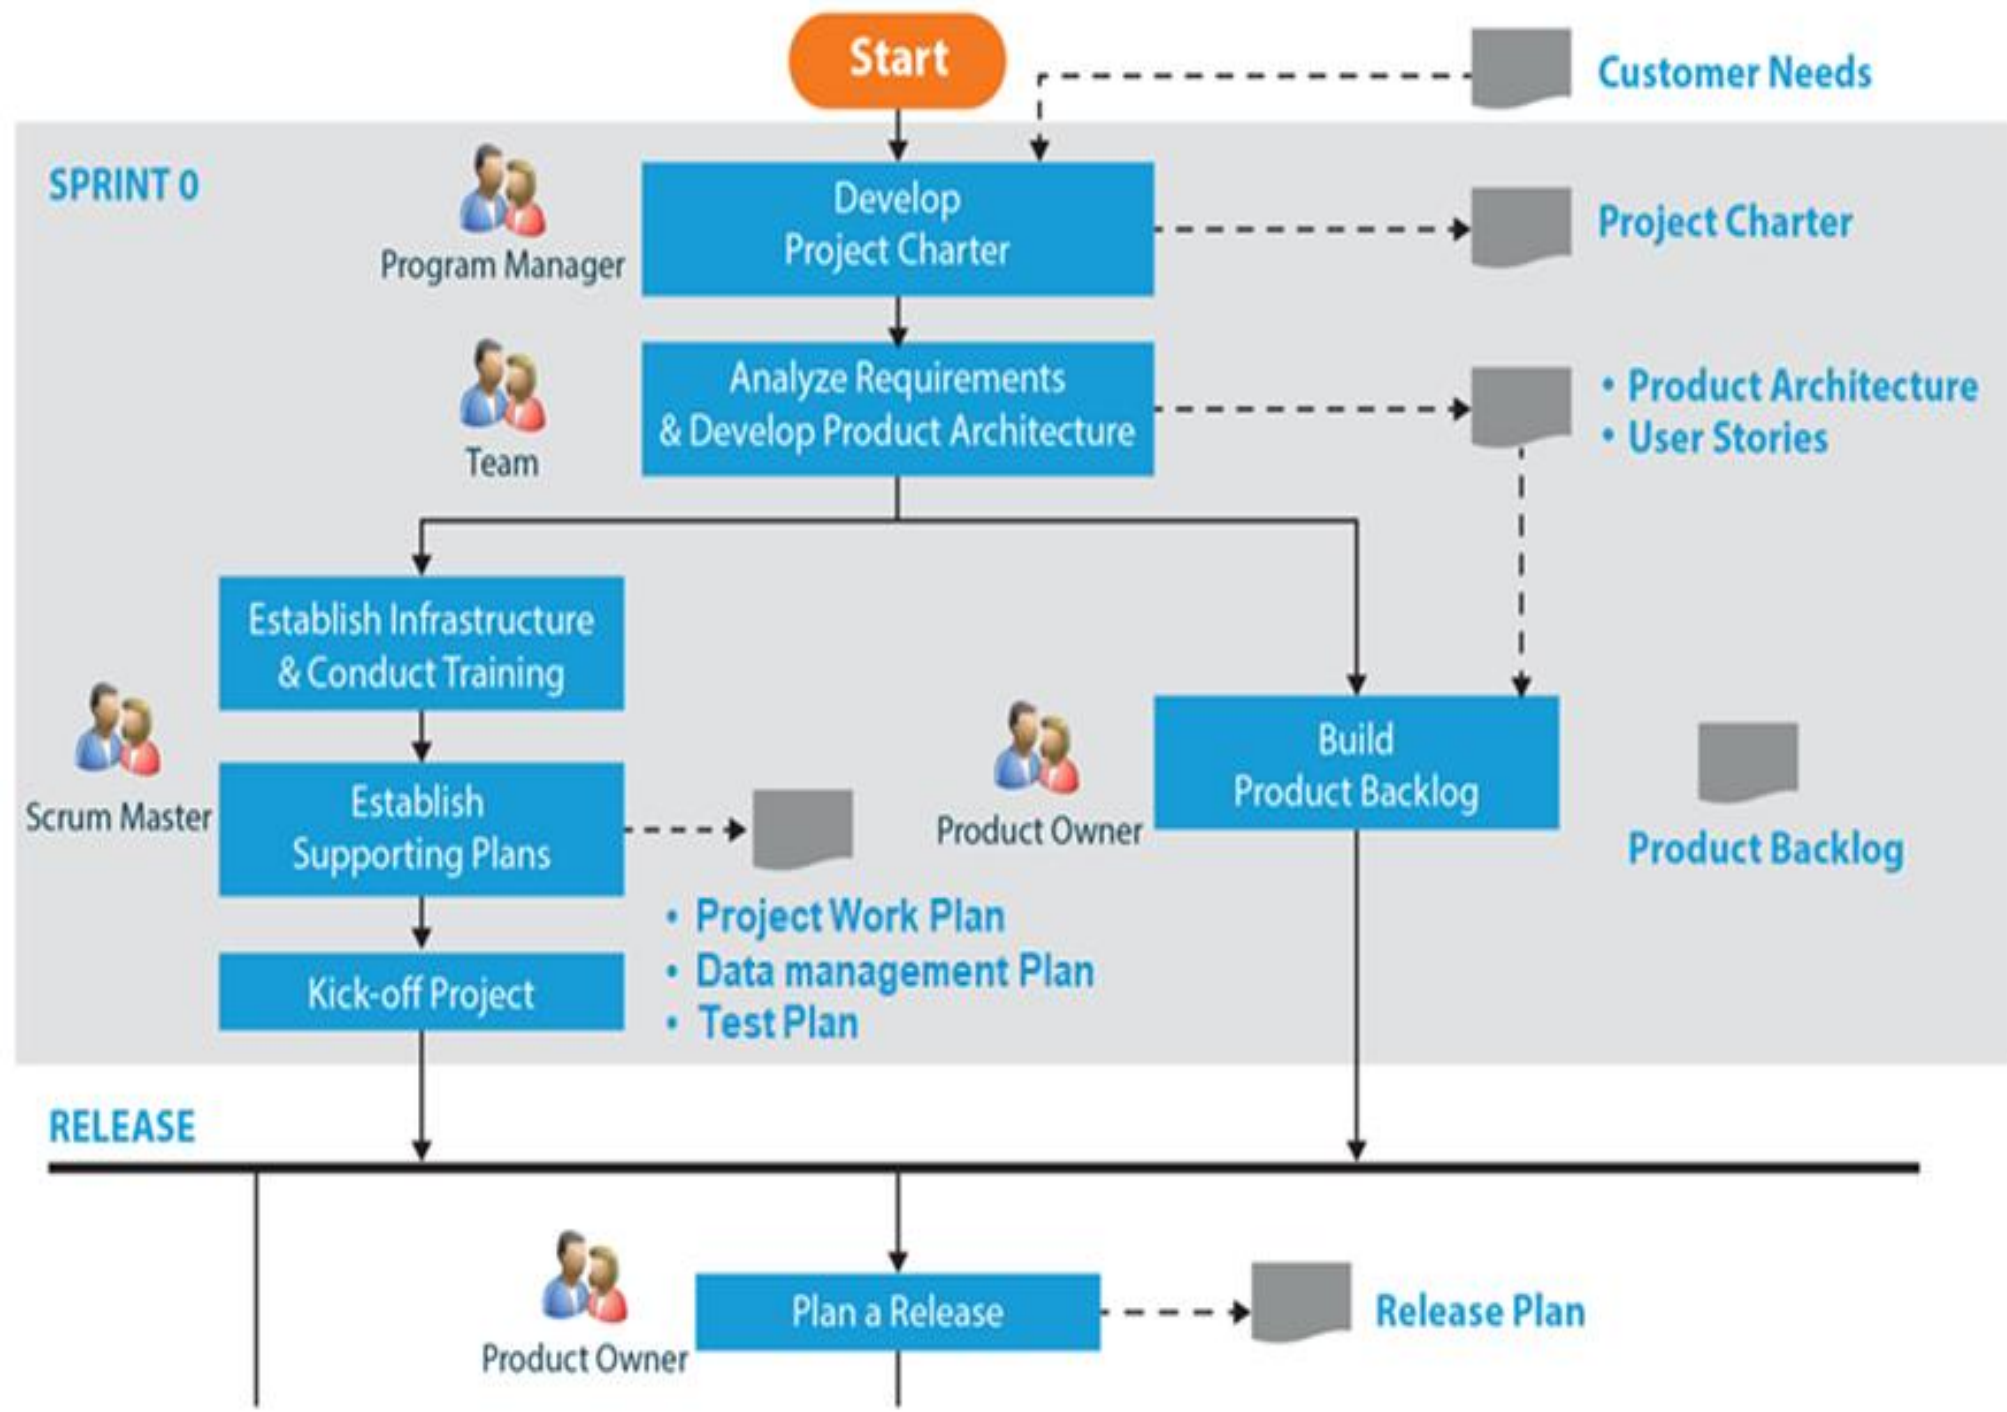 Start
Customer Needs
SPRINT 0
Program Manager
Develop
Project Charter
Project Charter
Team
Analyze Requirements
& Develop Product Architecture
• Product Architecture
• User Stories
Establish Infrastructure
& Conduct Training
Scrum Master
Establish
Supporting Plans
Product Owner
Build
Product Backlog
Product Backlog
• Project Work Plan
• Data management Plan
• Test Plan
Kick-off Project
RELEASE
Product Owner
Plan a Release
Release Plan